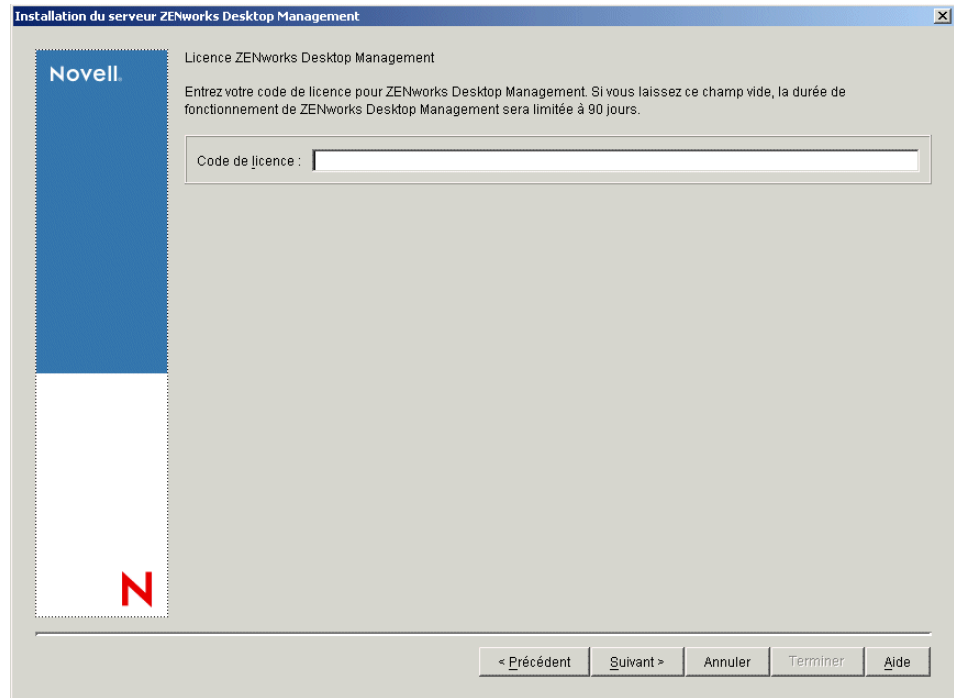 Installation du serveur ZENworks Desktop Management
Novell.
Licence ZENworks Desktop Management
Entrez votre code de licence pour ZENworks Desktop Management. Si vous laissez ce champ vide, la durée de
fonctionnement de ZENworks Desktop Management sera limitée à 90 jours.
Code de licence :
N
< Précédent Suivant > Annuler Terminer Aide